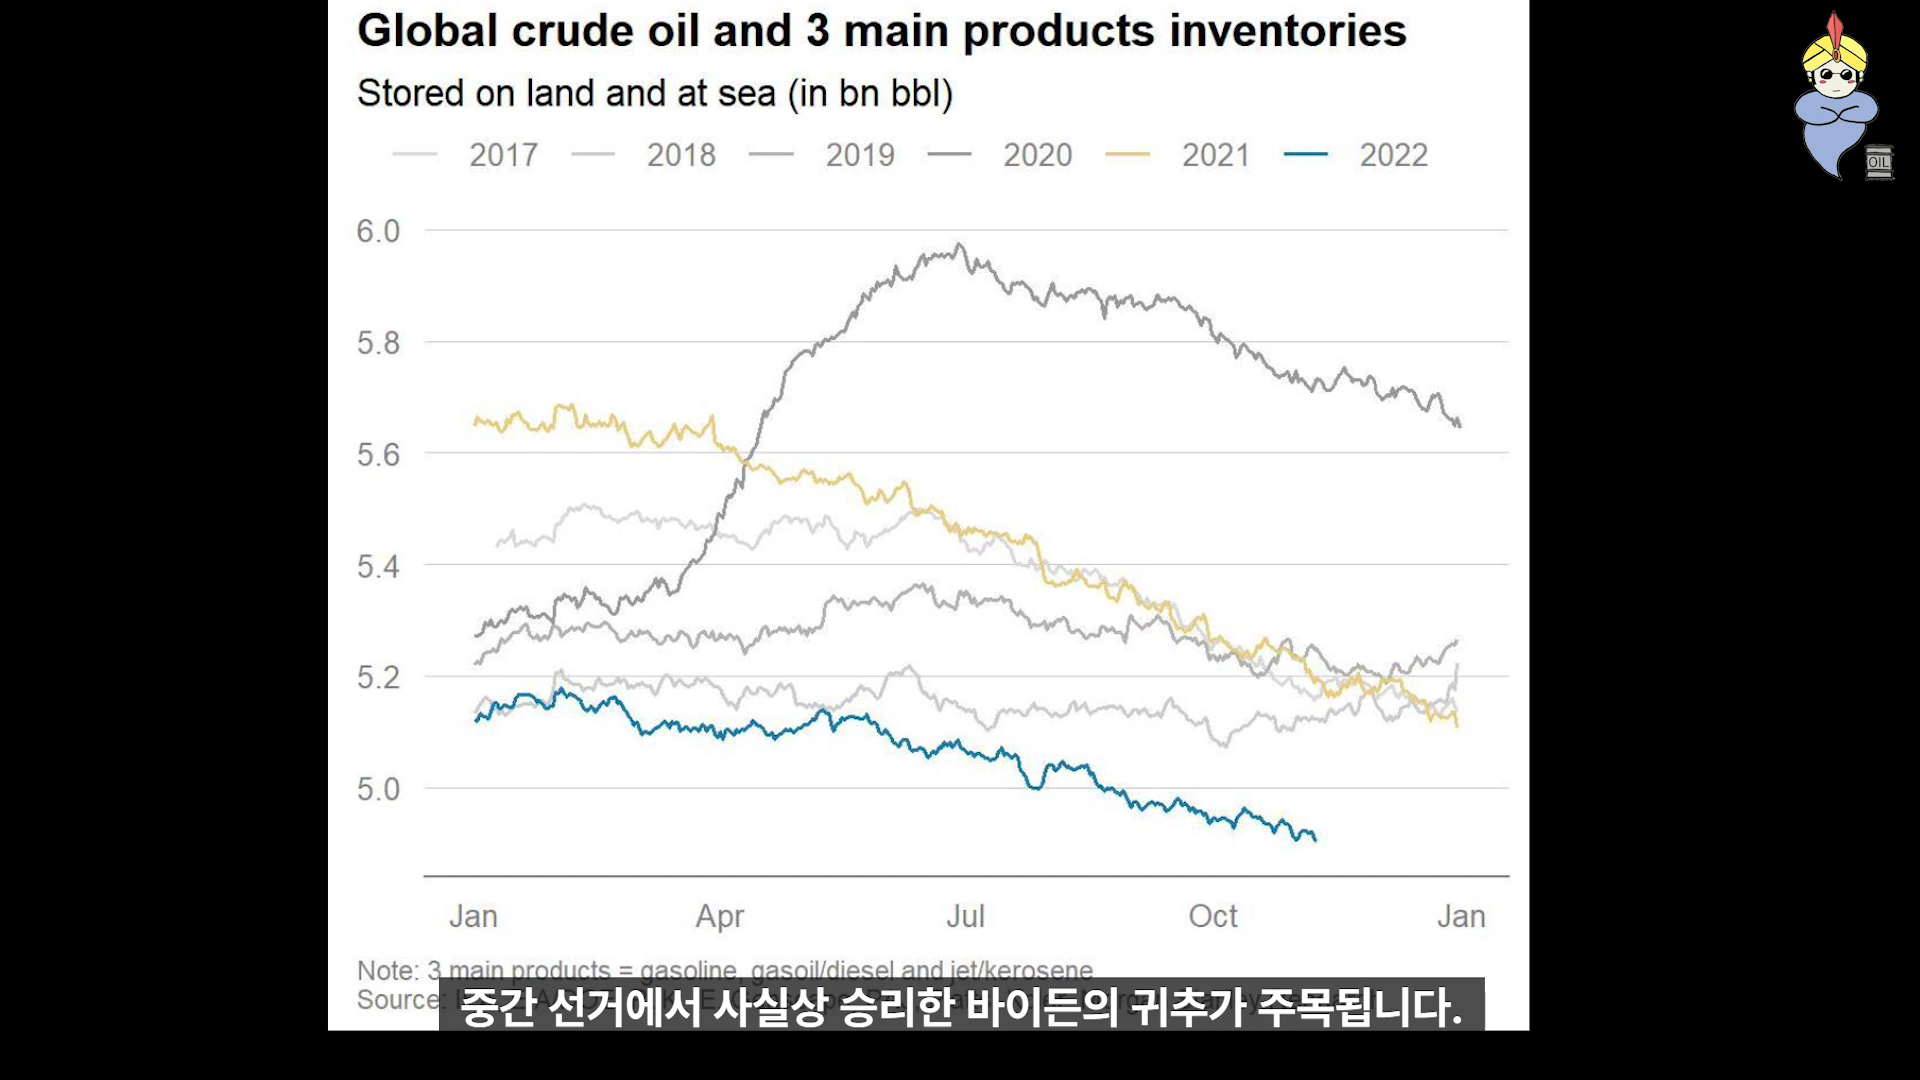 Global crude oil and 3 main products inventories
Stored on land and at sea (in bn bbl)
2017 2018 2019 2020 2021 2022
6.0
5.8
5.6
5.4
5.2
5.0
Jan Apr Jul Oct Jan
Note: 3 main products = gasoline, gasoil/diesel and jet/kerosene
Source:
중간 선거에서 사실상 승리한 바이든의 귀추가 주목됩니다.
OIL